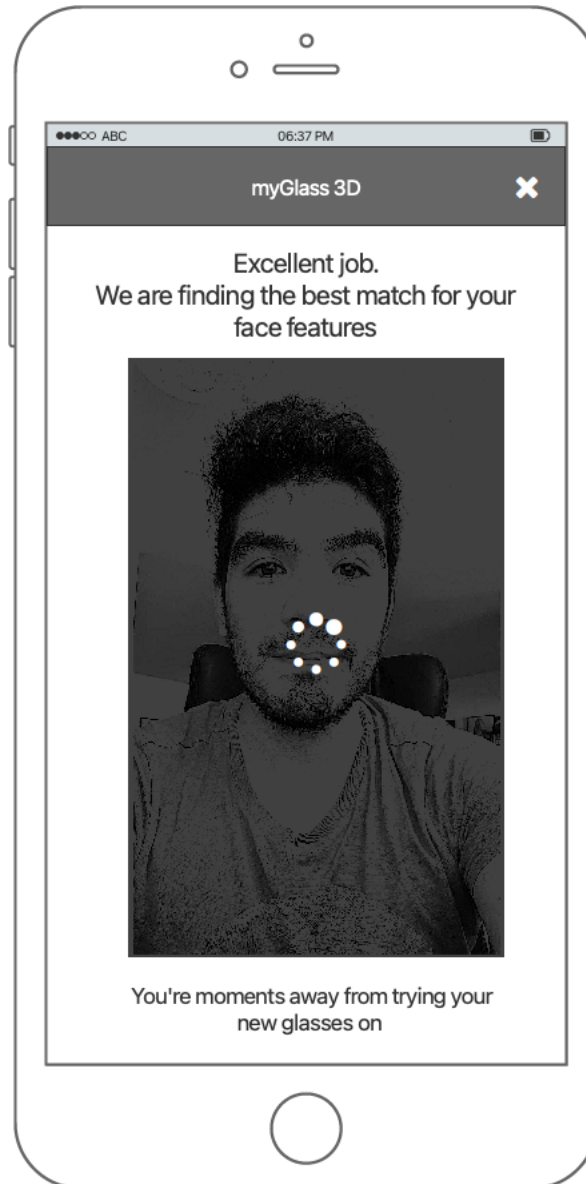 ABC 06:37 PM
myGlass 3D
Excellent job.
We are finding the best match for your
face features
You're moments away from trying your
new glasses on